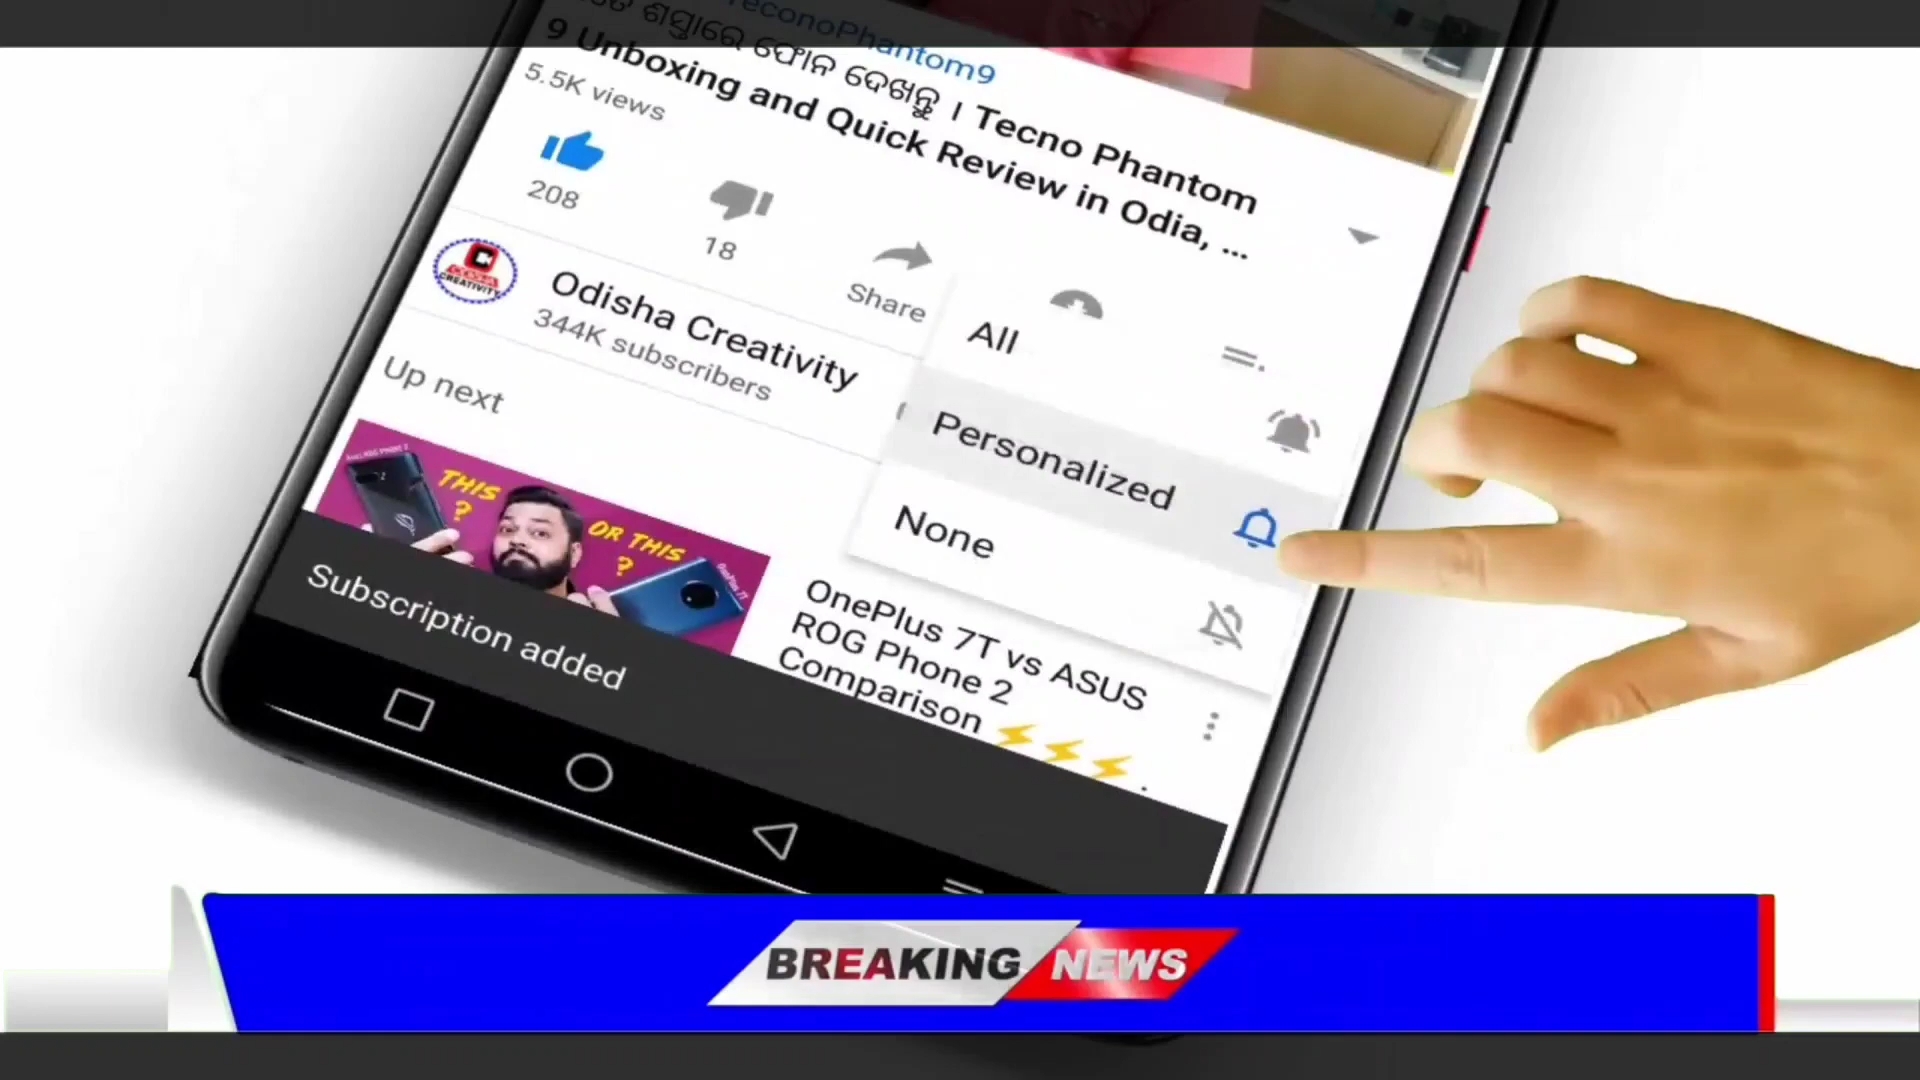 TeconoPhantom9
ଶସ୍ତାରେ ଫୋନ ଦେଖନ୍ତୁ । Tecno Phantom
9 Unboxing and Quick Review in Odia, ...
5.5K views
208
18
Share
All
Odisha Creativity
344K subscribers
CREATIVITY
Personalized
None
Up next
THIS
?
OR THIS
?
OnePlus 7T vs ASUS
ROG Phone 2
Comparison ⚡⚡⚡.
Subscription added
BREAKING NEWS